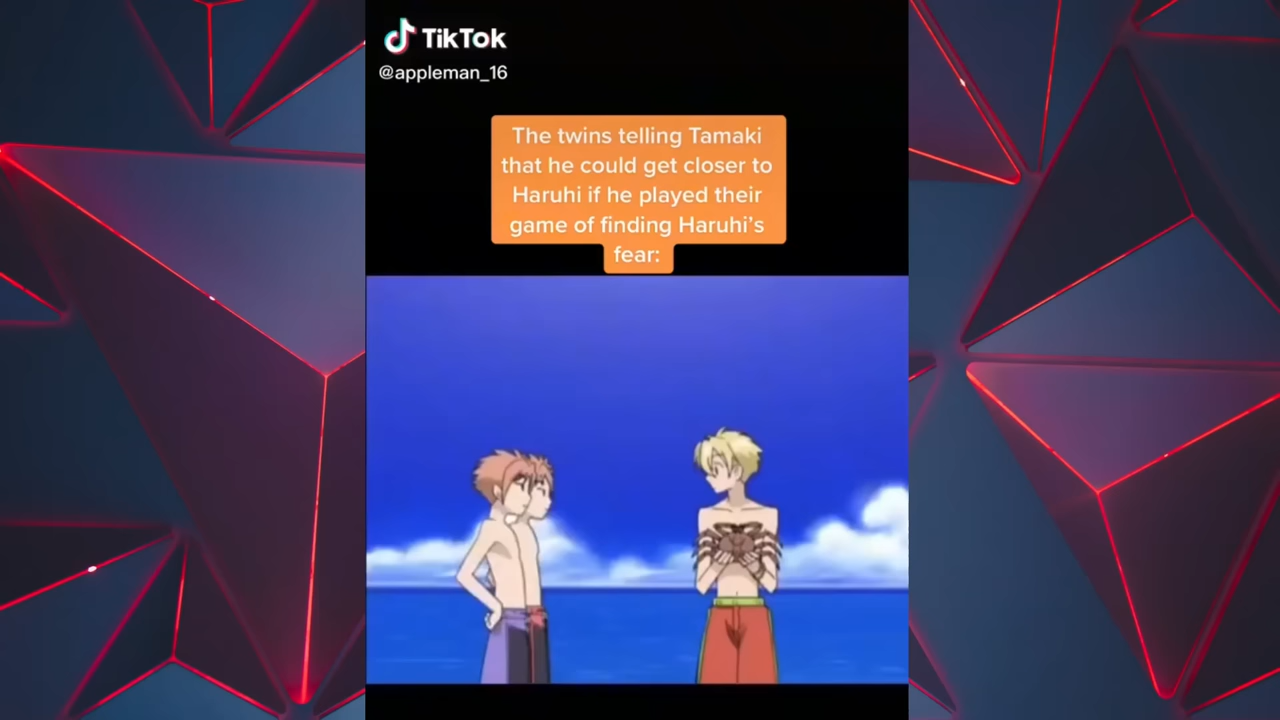 TikTok
@appleman_16
The twins telling Tamaki
that he could get closer to
Haruhi if he played their
game of finding Haruhi’s
fear: